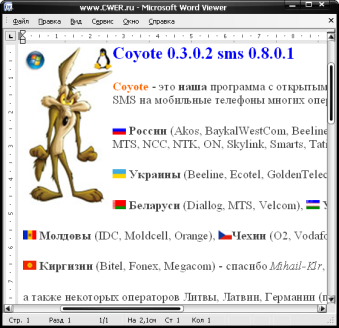 www.CWER.ru - Microsoft Word Viewer
Файл Правка Вид Сервис Окно Справка
Coyote 0.3.0.2 sms 0.8.0.1
Coyote - это наша программа с открытым
SMS на мобильные телефоны многих опер
России (Akos, BaykalWestCom, Beeline
MTS, NCC, NTK, ON, Skylink, Smarts, Tati
Украины (Beeline, Ecotel, GoldenTelec
Беларуси (Diallog, MTS, Velcom), У
Молдовы (IDC, Moldcell, Orange), Чехии (O2, Vodafo
Киргизии (Bitel, Fonex, Megacom) - спасибо Mihail-Kir,
а также некоторых операторов Литвы, Латвии, Германии (п
Стр. 1 Разд 1 1/1 На 2,1см Ст 1 Кол 1